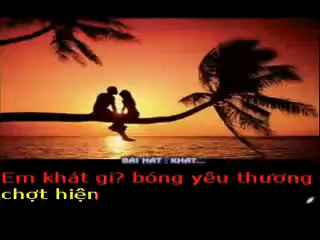 BÀI HÁT : KHÁT...
Em khát gì? bóng yêu thương
chợt hiện